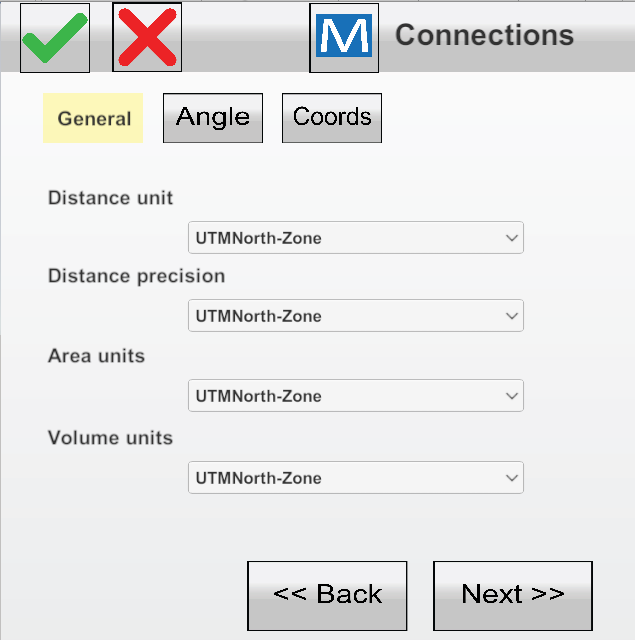 M Connections
General Angle Coords
Distance unit
UTMNorth-Zone
Distance precision
UTMNorth-Zone
Area units
UTMNorth-Zone
Volume units
UTMNorth-Zone
<< Back Next >>